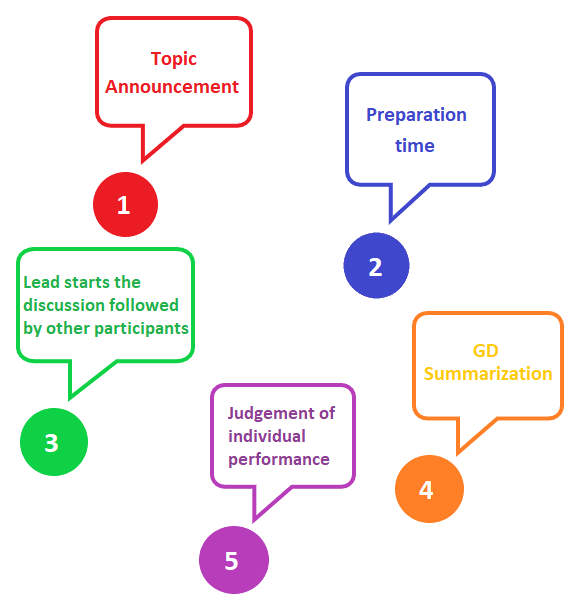 Topic
Announcement
1
Preparation
time
2
Lead starts the
discussion followed
by other participants
3
GD
Summarization
4
Judgement of
individual
performance
5